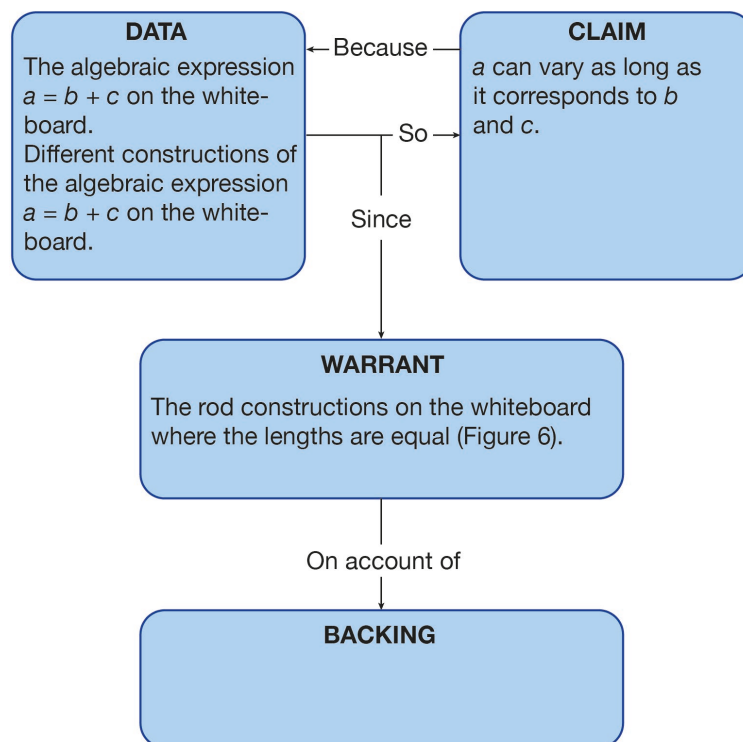 DATA
The algebraic expression
a = b + c on the white-
board.
Different constructions of
the algebraic expression
a = b + c on the white-
board.
Because
So
Since
CLAIM
a can vary as long as
it corresponds to b
and c.
WARRANT
The rod constructions on the whiteboard
where the lengths are equal (Figure 6).
On account of
BACKING